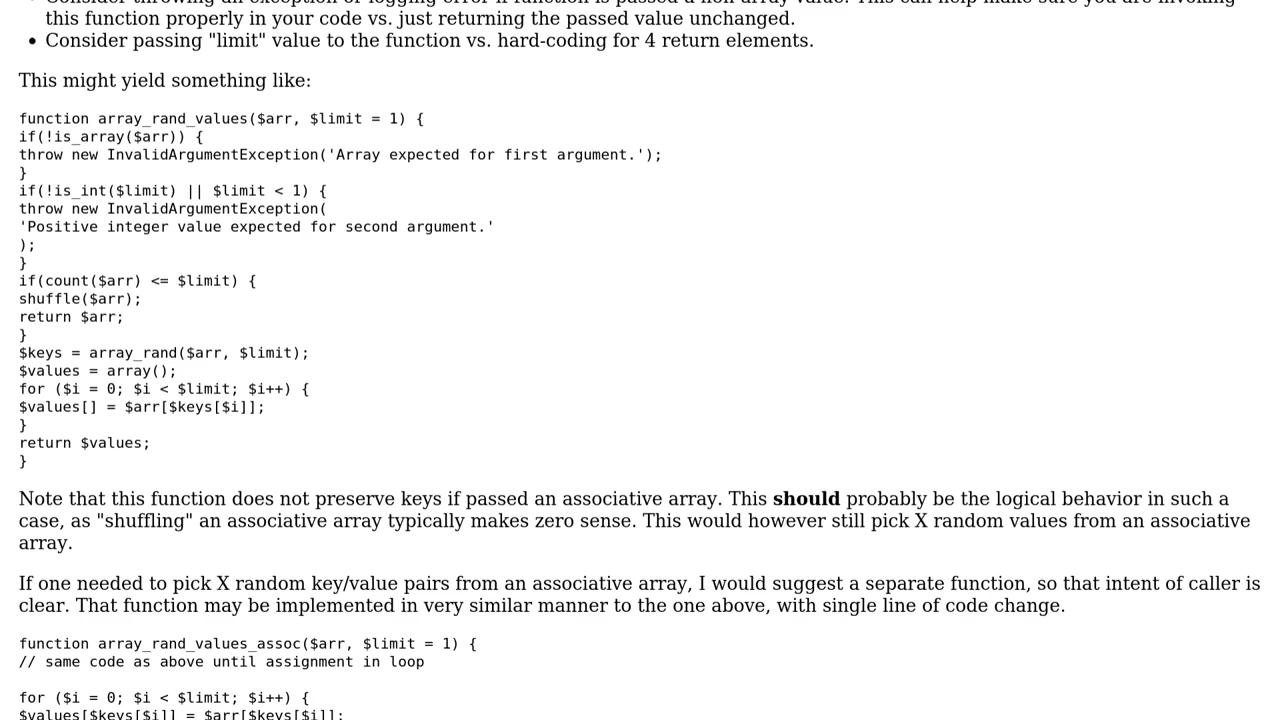 this function properly in your code vs. just returning the passed value unchanged.
• Consider passing "limit" value to the function vs. hard-coding for 4 return elements.
This might yield something like:
function array_rand_values($arr, $limit = 1) {
if(!is_array($arr)) {
throw new InvalidArgumentException('Array expected for first argument.');
}
if(!is_int($limit) || $limit < 1) {
throw new InvalidArgumentException(
'Positive integer value expected for second argument.'
);
}
if(count($arr) <= $limit) {
shuffle($arr);
return $arr;
}
$keys = array_rand($arr, $limit);
$values = array();
for ($i = 0; $i < $limit; $i++) {
$values[] = $arr[$keys[$i]];
}
return $values;
}
Note that this function does not preserve keys if passed an associative array. This should probably be the logical behavior in such a
case, as "shuffling" an associative array typically makes zero sense. This would however still pick X random values from an associative
array.
If one needed to pick X random key/value pairs from an associative array, I would suggest a separate function, so that intent of caller is
clear. That function may be implemented in very similar manner to the one above, with single line of code change.
function array_rand_values_assoc($arr, $limit = 1) {
// same code as above until assignment in loop
for ($i = 0; $i < $limit; $i++) {
$values[$keys[$i]] = $arr[$keys[$i]];